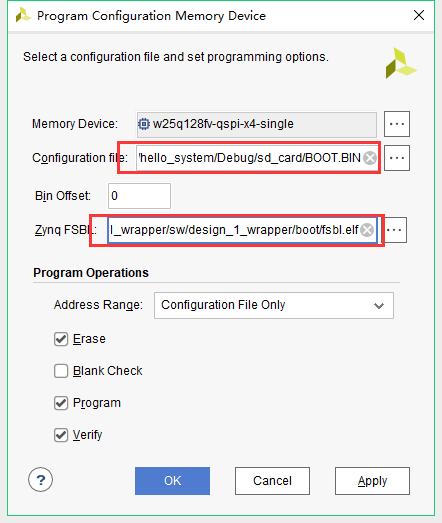 Program Configuration Memory Device
Select a configuration file and set programming options.
Memory Device: w25q128fv-qspi-x4-single
Configuration file: /hello_system/Debug/sd_card/BOOT.BIN
Bin Offset: 0
Zynq FSBL: l_wrapper/sw/design_1_wrapper/boot/fsbl.elf
Program Operations
Address Range: Configuration File Only
Erase
Blank Check
Program
Verify
? OK Cancel Apply